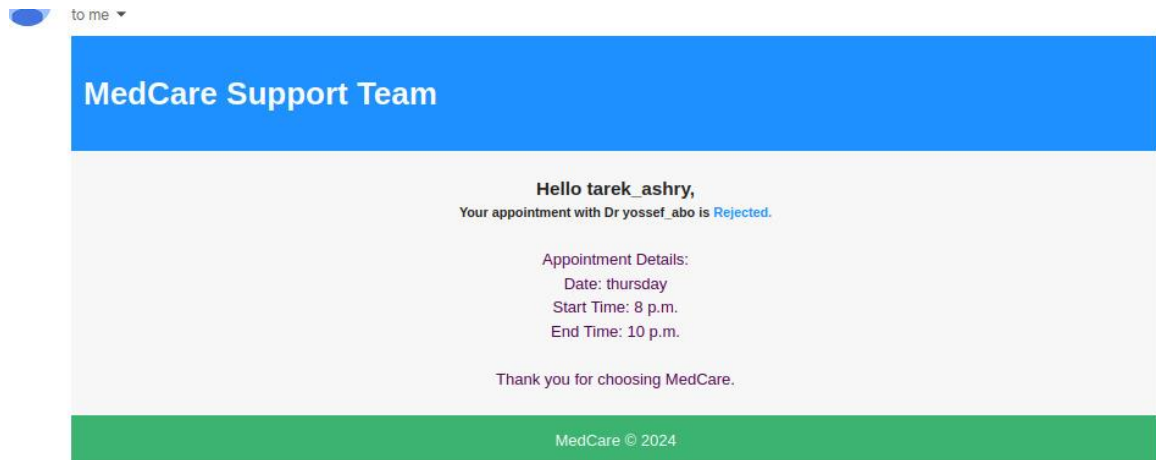 to me
MedCare Support Team
Hello tarek_ashry,
Your appointment with Dr yossef_abo is Rejected.
Appointment Details:
Date: thursday
Start Time: 8 p.m.
End Time: 10 p.m.
Thank you for choosing MedCare.
MedCare © 2024